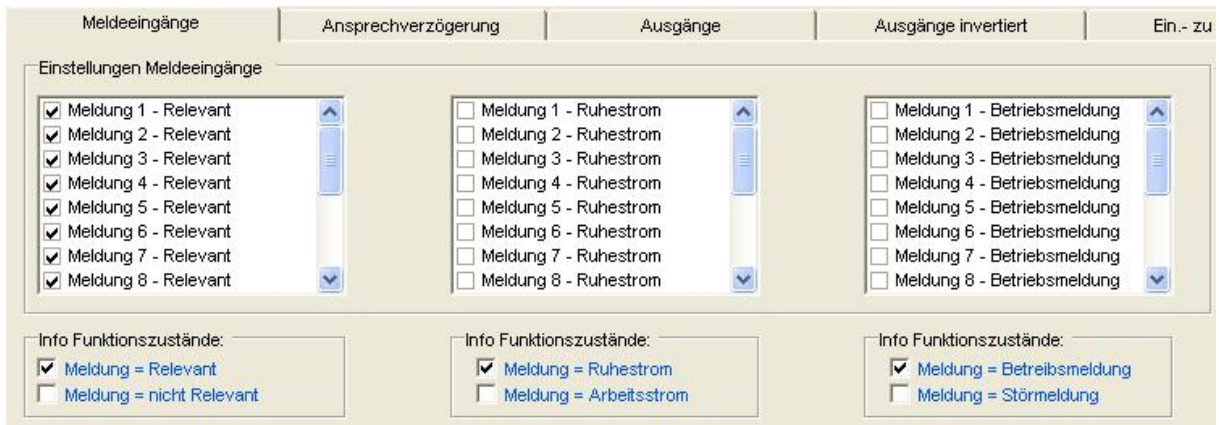 Meldeeingänge Ansprechverzögerung Ausgänge Ausgänge invertiert Ein.- zu
Einstellungen Meldeeingänge
Meldung 1 - Relevant
Meldung 2 - Relevant
Meldung 3 - Relevant
Meldung 4 - Relevant
Meldung 5 - Relevant
Meldung 6 - Relevant
Meldung 7 - Relevant
Meldung 8 - Relevant
Meldung 1 - Ruhestrom
Meldung 2 - Ruhestrom
Meldung 3 - Ruhestrom
Meldung 4 - Ruhestrom
Meldung 5 - Ruhestrom
Meldung 6 - Ruhestrom
Meldung 7 - Ruhestrom
Meldung 8 - Ruhestrom
Meldung 1 - Betriebsmeldung
Meldung 2 - Betriebsmeldung
Meldung 3 - Betriebsmeldung
Meldung 4 - Betriebsmeldung
Meldung 5 - Betriebsmeldung
Meldung 6 - Betriebsmeldung
Meldung 7 - Betriebsmeldung
Meldung 8 - Betriebsmeldung
Info Funktionszustände:
Meldung = Relevant
Meldung = nicht Relevant
Info Funktionszustände:
Meldung = Ruhestrom
Meldung = Arbeitsstrom
Info Funktionszustände:
Meldung = Betreibsmeldung
Meldung = Störmeldung